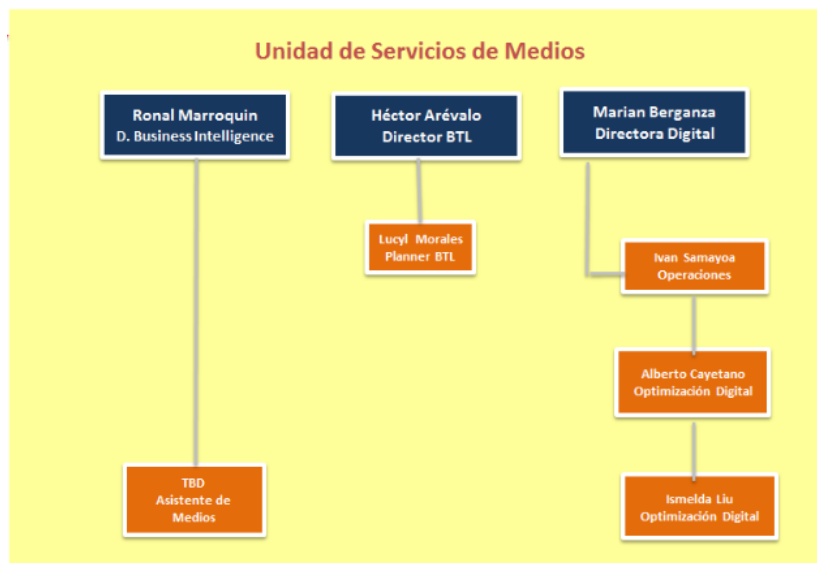 Unidad de Servicios de Medios
Ronal Marroquin
D. Business Intelligence
Héctor Arévalo
Director BTL
Marian Berganza
Directora Digital
Lucyl Morales
Planner BTL
Ivan Samayoa
Operaciones
Alberto Cayetano
Optimización Digital
TBD
Asistente de
Medios
Ismelda Liu
Optimización Digital